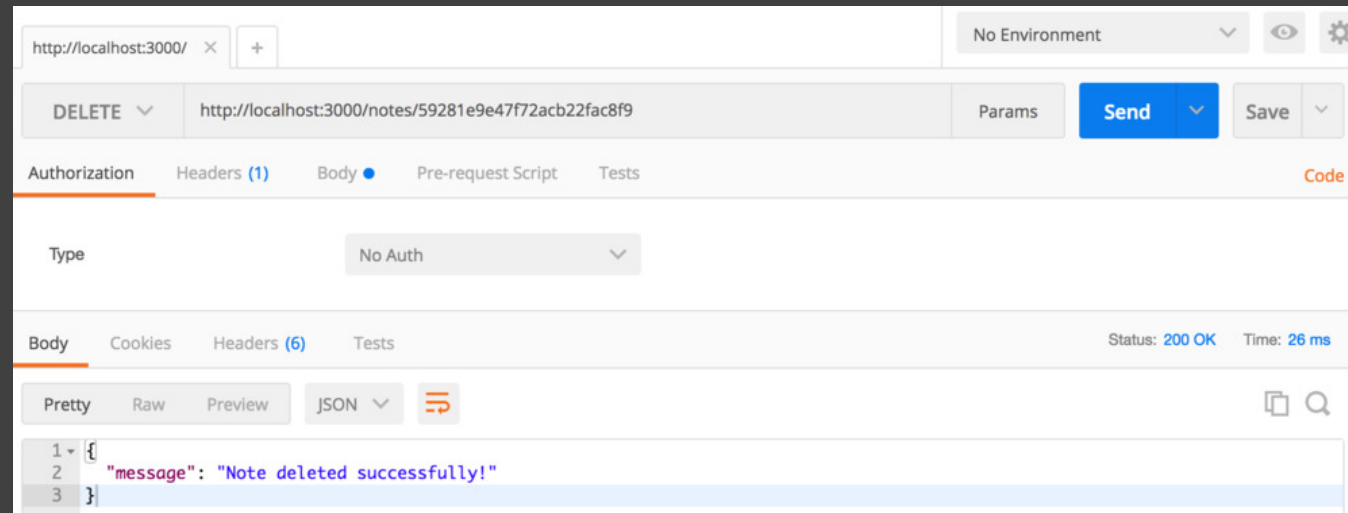 http://localhost:3000/
No Environment
DELETE http://localhost:3000/notes/59281e9e47f72acb22fac8f9 Params Send Save
Authorization Headers (1) Body Pre-request Script Tests Code
Type No Auth
Body Cookies Headers (6) Tests Status: 200 OK Time: 26 ms
Pretty Raw Preview JSON
1 {
2 "message": "Note deleted successfully!"
3 }